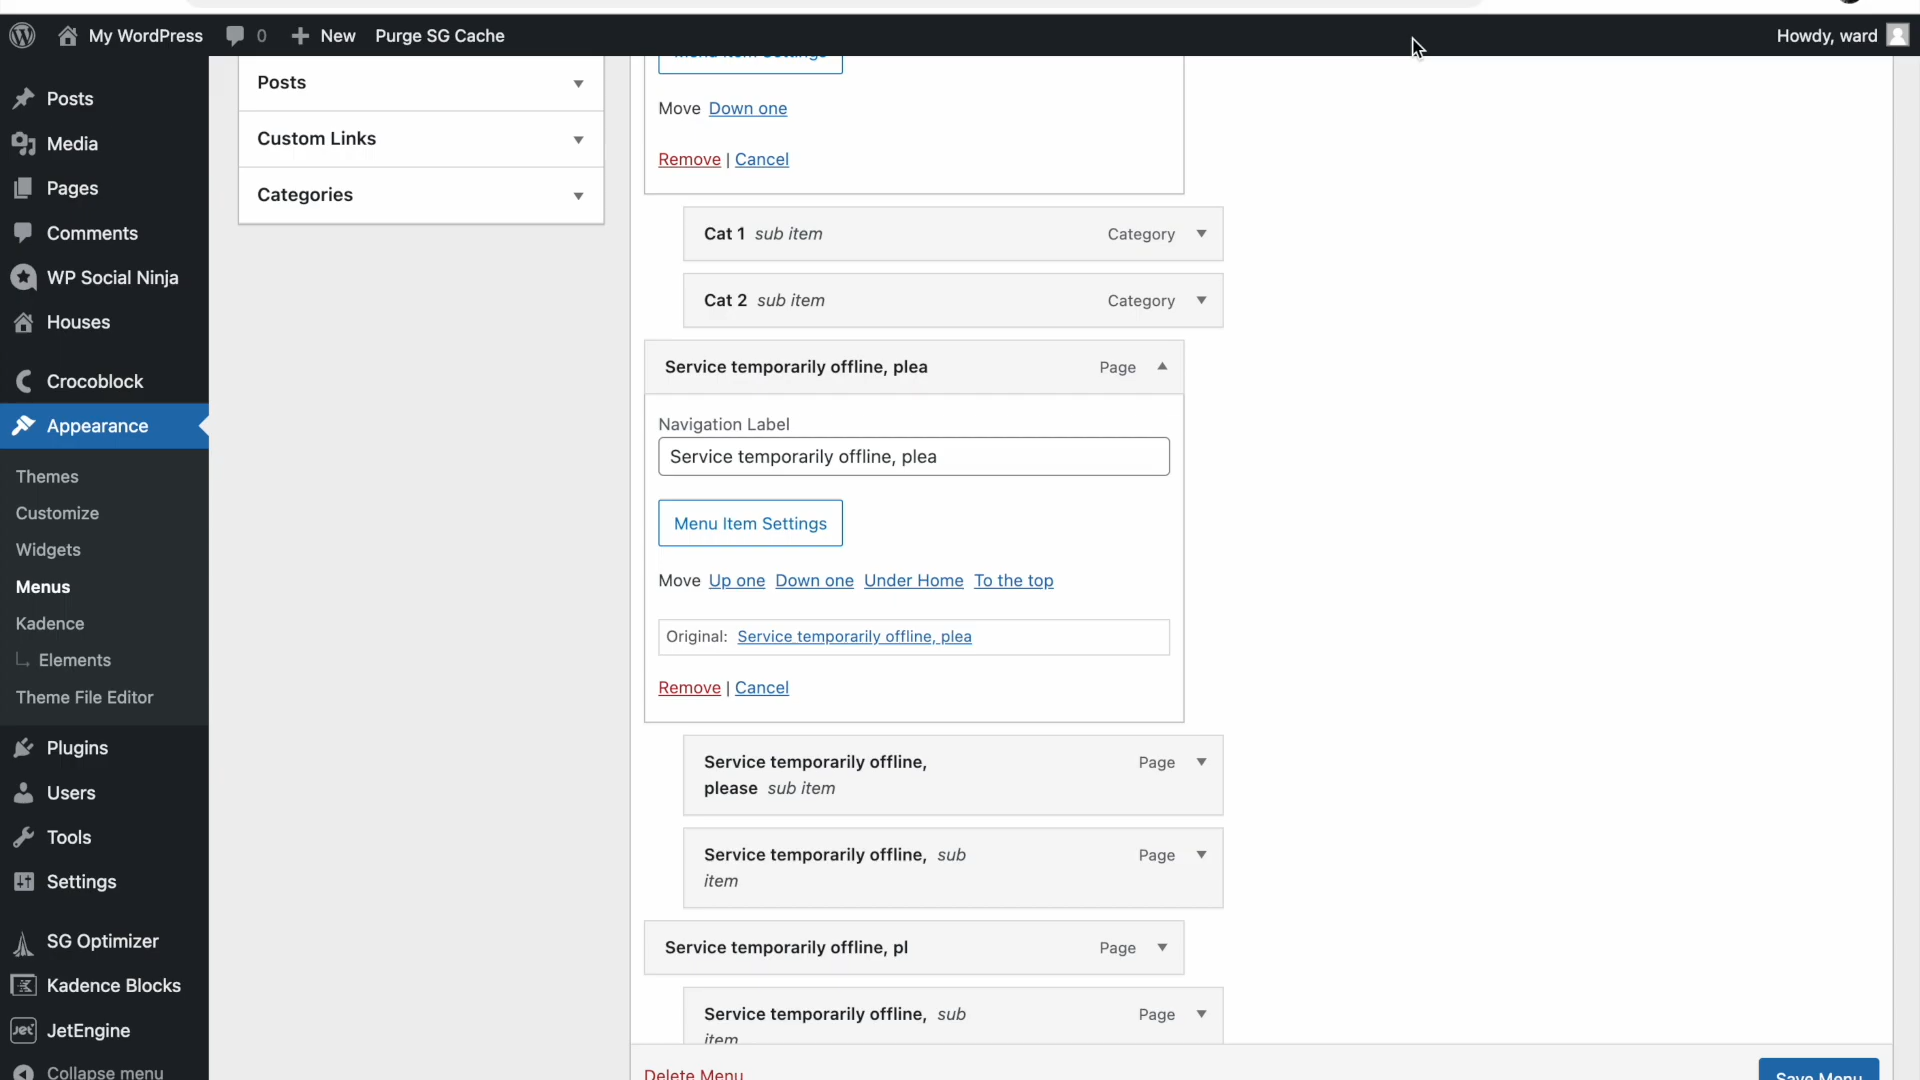 My WordPress 0 New Purge SG Cache Howdy, ward
Posts
Media
Pages
Comments
WP Social Ninja
Houses
Crocoblock
Appearance
Themes
Customize
Widgets
Menus
Kadence
Elements
Theme File Editor
Plugins
Users
Tools
Settings
SG Optimizer
Kadence Blocks
JetEngine
Collapse menu
Posts
Custom Links
Categories
Menu Item Settings
Move Down one
Remove | Cancel
Cat 1 sub item Category
Cat 2 sub item Category
Service temporarily offline, plea Page
Navigation Label
Service temporarily offline, plea
Menu Item Settings
Move Up one Down one Under Home To the top
Original: Service temporarily offline, plea
Remove | Cancel
Service temporarily offline, Page
please sub item
Service temporarily offline, sub Page
item
Service temporarily offline, pl Page
Service temporarily offline, sub Page
item
Delete Menu Save Menu